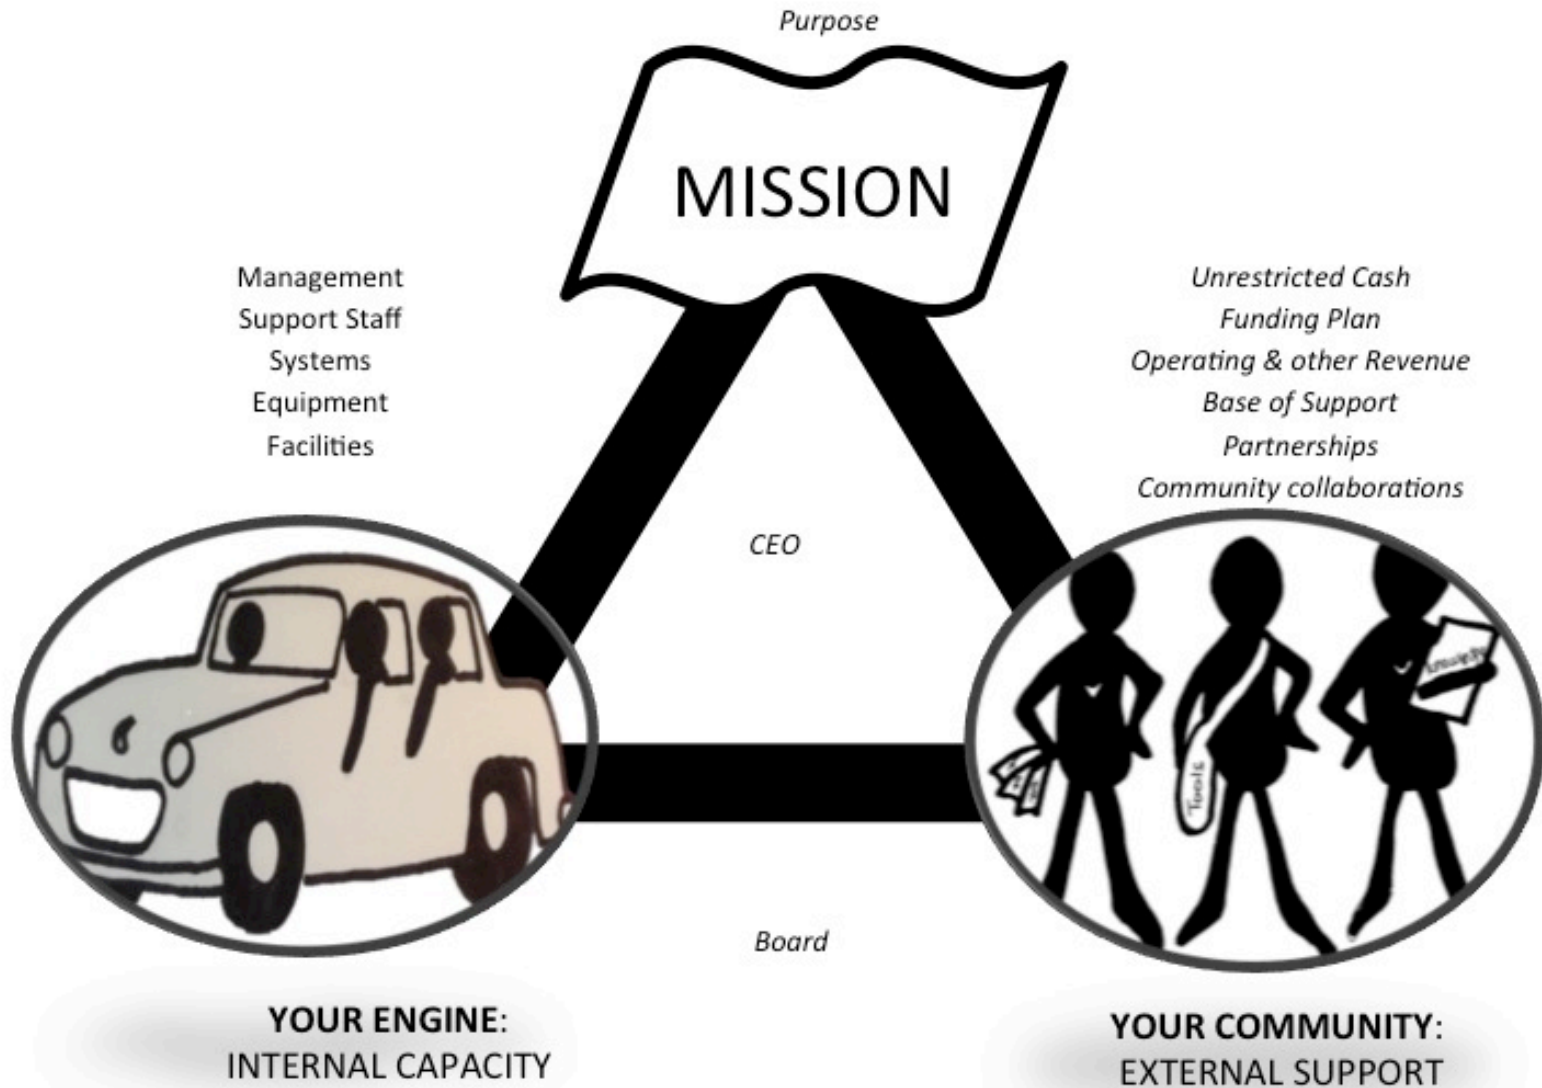 Purpose
MISSION
Management
Support Staff
Systems
Equipment
Facilities
Unrestricted Cash
Funding Plan
Operating & other Revenue
Base of Support
Partnerships
Community collaborations
CEO
Tools
Board
YOUR ENGINE:
INTERNAL CAPACITY
YOUR COMMUNITY:
EXTERNAL SUPPORT